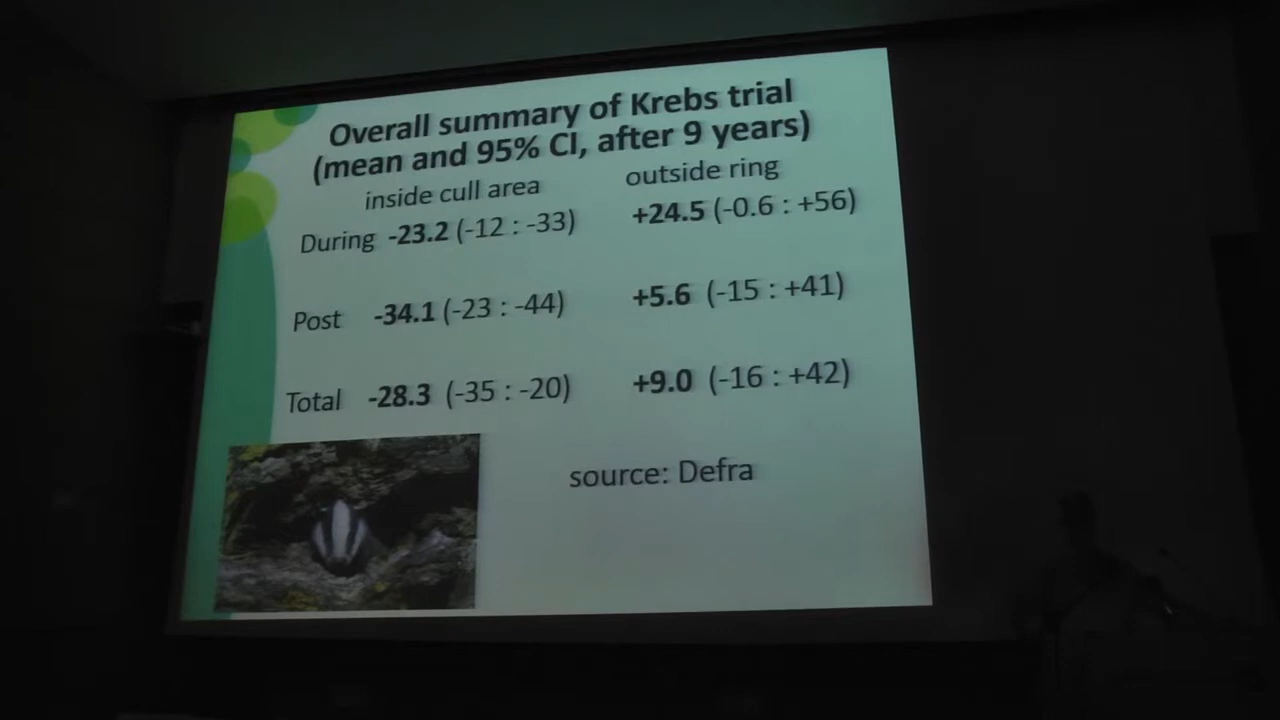 Overall summary of Krebs trial
(mean and 95% CI, after 9 years)
inside cull area outside ring
During -23.2 (-12 : -33) +24.5 (-0.6 : +56)
Post -34.1 (-23 : -44) +5.6 (-15 : +41)
Total -28.3 (-35 : -20) +9.0 (-16 : +42)
source: Defra